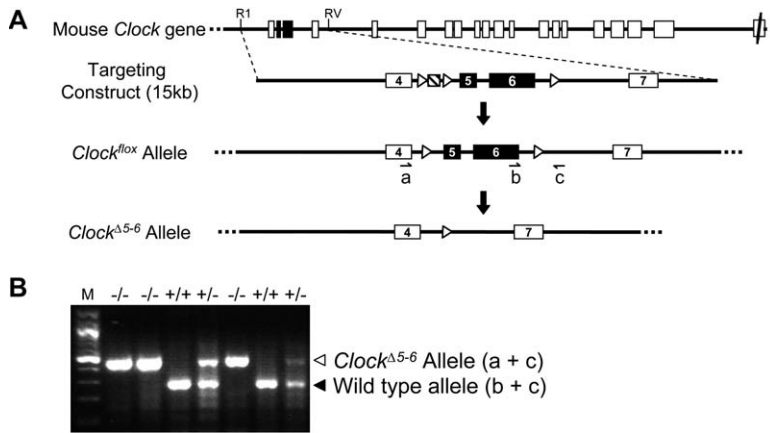 A
R1 RV
Mouse Clock gene
Targeting
Construct (15kb)
4 5 6 7
Clockflox Allele
4 5 6 7
a b c
ClockΔ5-6 Allele
4 7
B
M -/- -/- +/+ +/- -/- +/+ +/-
ClockΔ5-6 Allele (a + c)
Wild type allele (b + c)